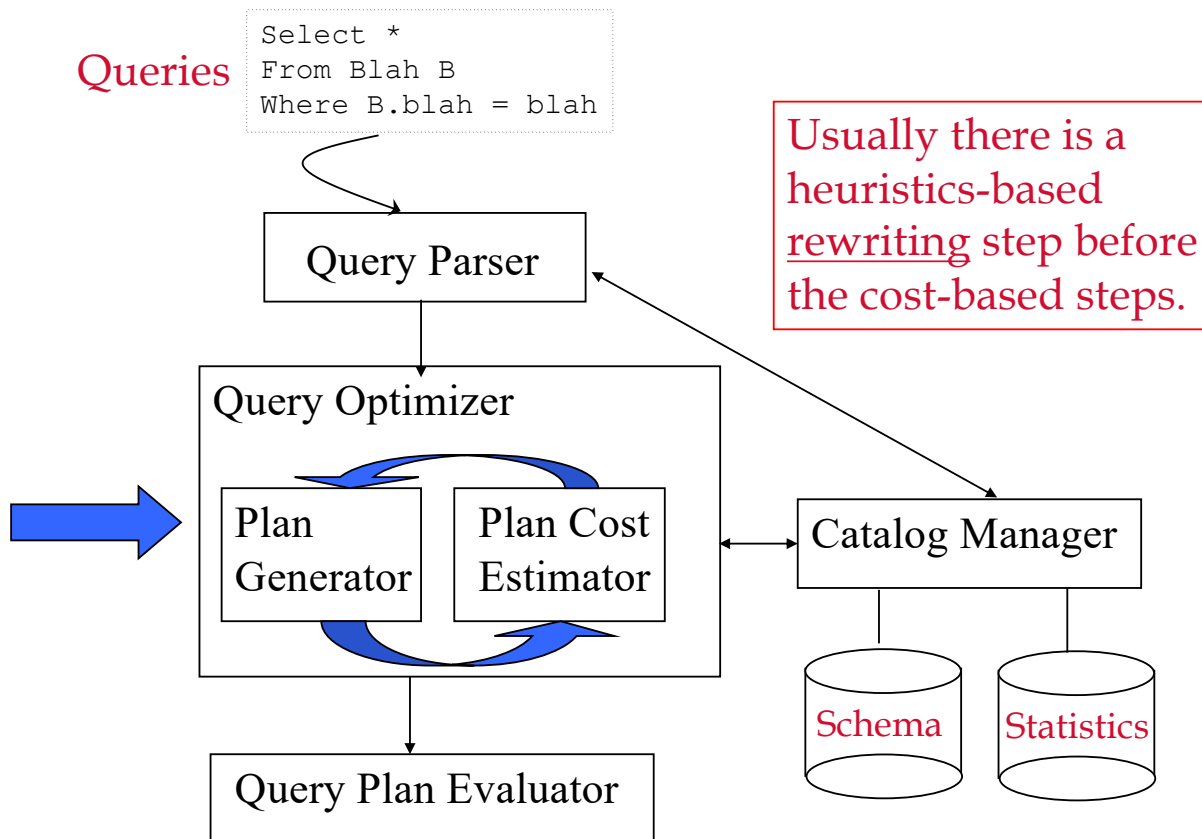 Queries
Select *
From Blah B
Where B.blah = blah
Usually there is a
heuristics-based
rewriting step before
the cost-based steps.
Query Parser
Query Optimizer
Plan
Generator
Plan Cost
Estimator
Catalog Manager
Schema
Statistics
Query Plan Evaluator